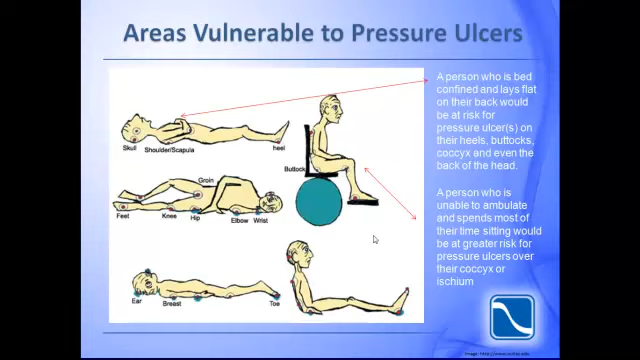 Areas Vulnerable to Pressure Ulcers
A person who is bed
confined and lays flat
on their back would
be at risk for
pressure ulcer(s) on
their heels, buttocks,
coccyx and even the
back of the head.
A person who is
unable to ambulate
and spends most of
their time sitting would
be at greater risk for
pressure ulcers over
their coccyx or
ischium
Skull
Shoulder/Scapula
heel
Buttock
Groin
Feet
Knee
Hip
Elbow
Wrist
Ear
Breast
Toe